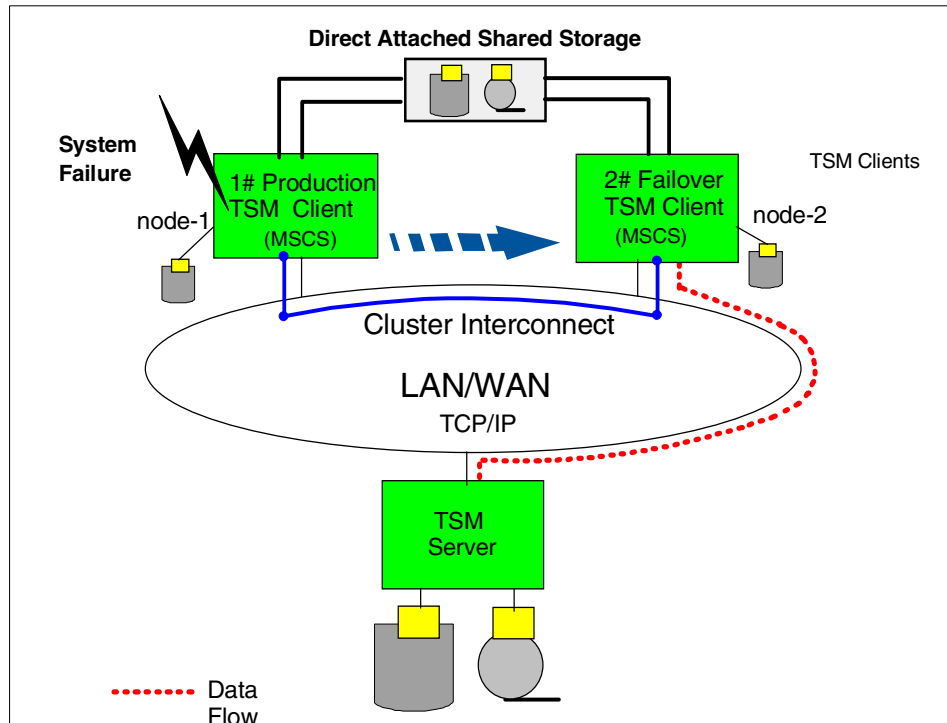 Direct Attached Shared Storage
System
Failure
1# Production
TSM Client
(MSCS)
node-1
2# Failover
TSM Client
(MSCS)
node-2
TSM Clients
Cluster Interconnect
LAN/WAN
TCP/IP
TSM
Server
Data
Flow